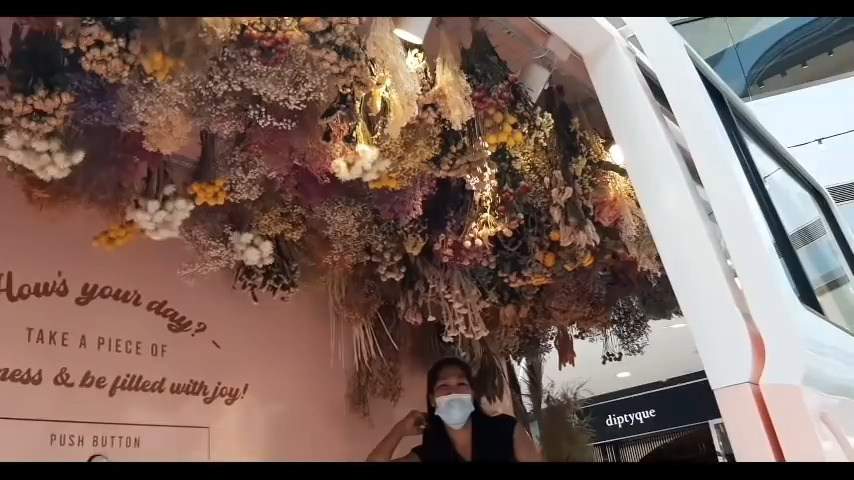 How's your Day?
TAKE A PIECE OF
ness & be filled with joy
PUSH BUTTON
diptyque